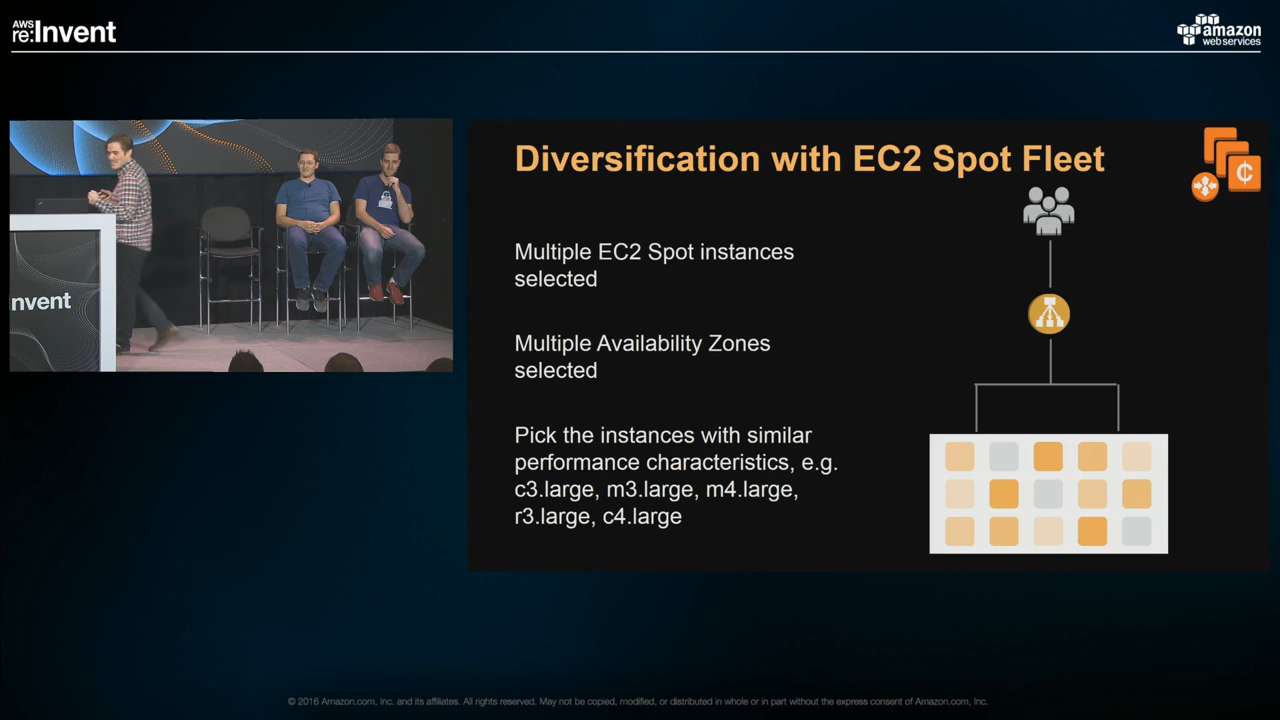 AWS
re:Invent
amazon
web services
Diversification with EC2 Spot Fleet
¢
Multiple EC2 Spot instances
selected
Multiple Availability Zones
selected
Pick the instances with similar
performance characteristics, e.g.
c3.large, m3.large, m4.large,
r3.large, c4.large
nvent
© 2016 Amazon.com, Inc. and its affiliates. All rights reserved. May not be copied, modified, or distributed in whole or in part without the express consent of Amazon.com, Inc.